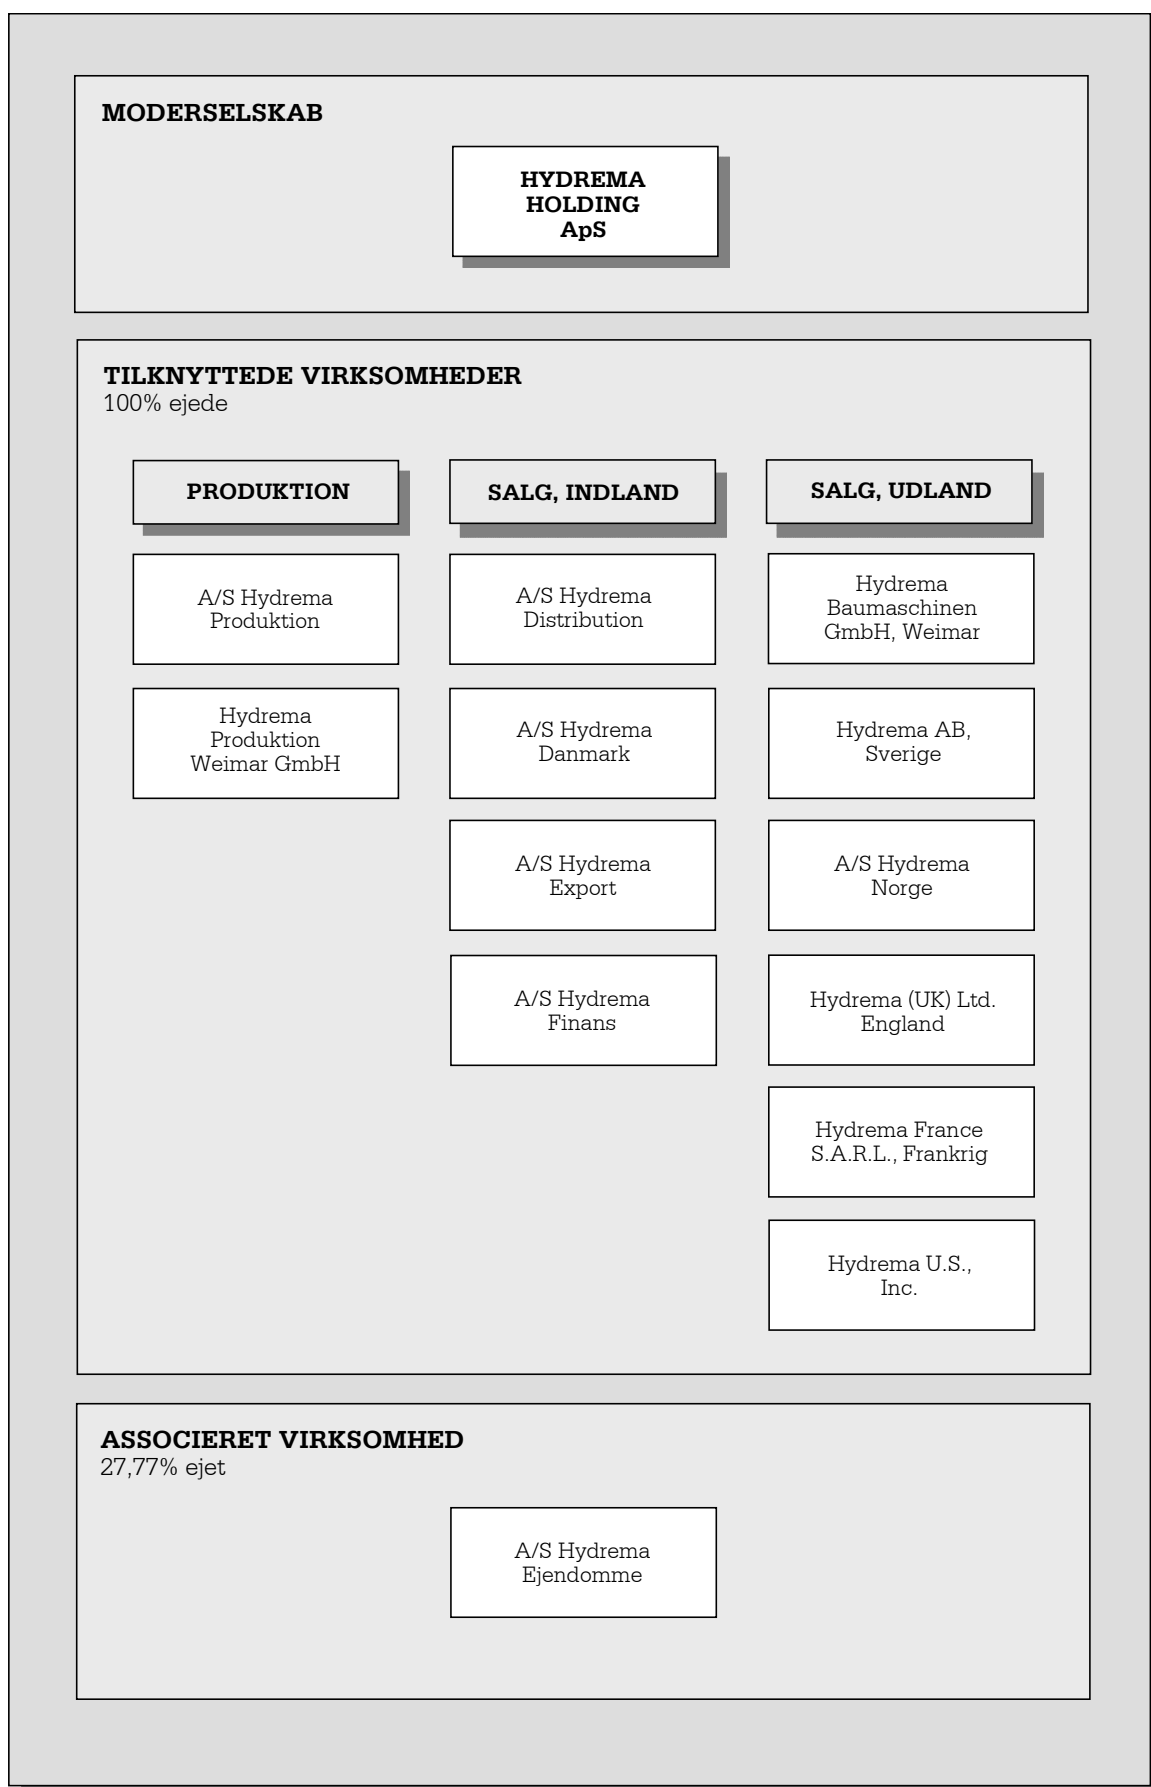 MODERSELSKAB
HYDREMA
HOLDING
ApS
TILKNYTTEDE VIRKSOMHEDER
100% ejede
PRODUKTION
A/S Hydrema
Produktion
Hydrema
Produktion
Weimar GmbH
SALG, INDLAND
A/S Hydrema
Distribution
A/S Hydrema
Danmark
A/S Hydrema
Export
A/S Hydrema
Finans
SALG, UDLAND
Hydrema
Baumaschinen
GmbH, Weimar
Hydrema AB,
Sverige
A/S Hydrema
Norge
Hydrema (UK) Ltd.
England
Hydrema France
S.A.R.L., Frankrig
Hydrema U.S.,
Inc.
ASSOCIERET VIRKSOMHED
27,77% ejet
A/S Hydrema
Ejendomme